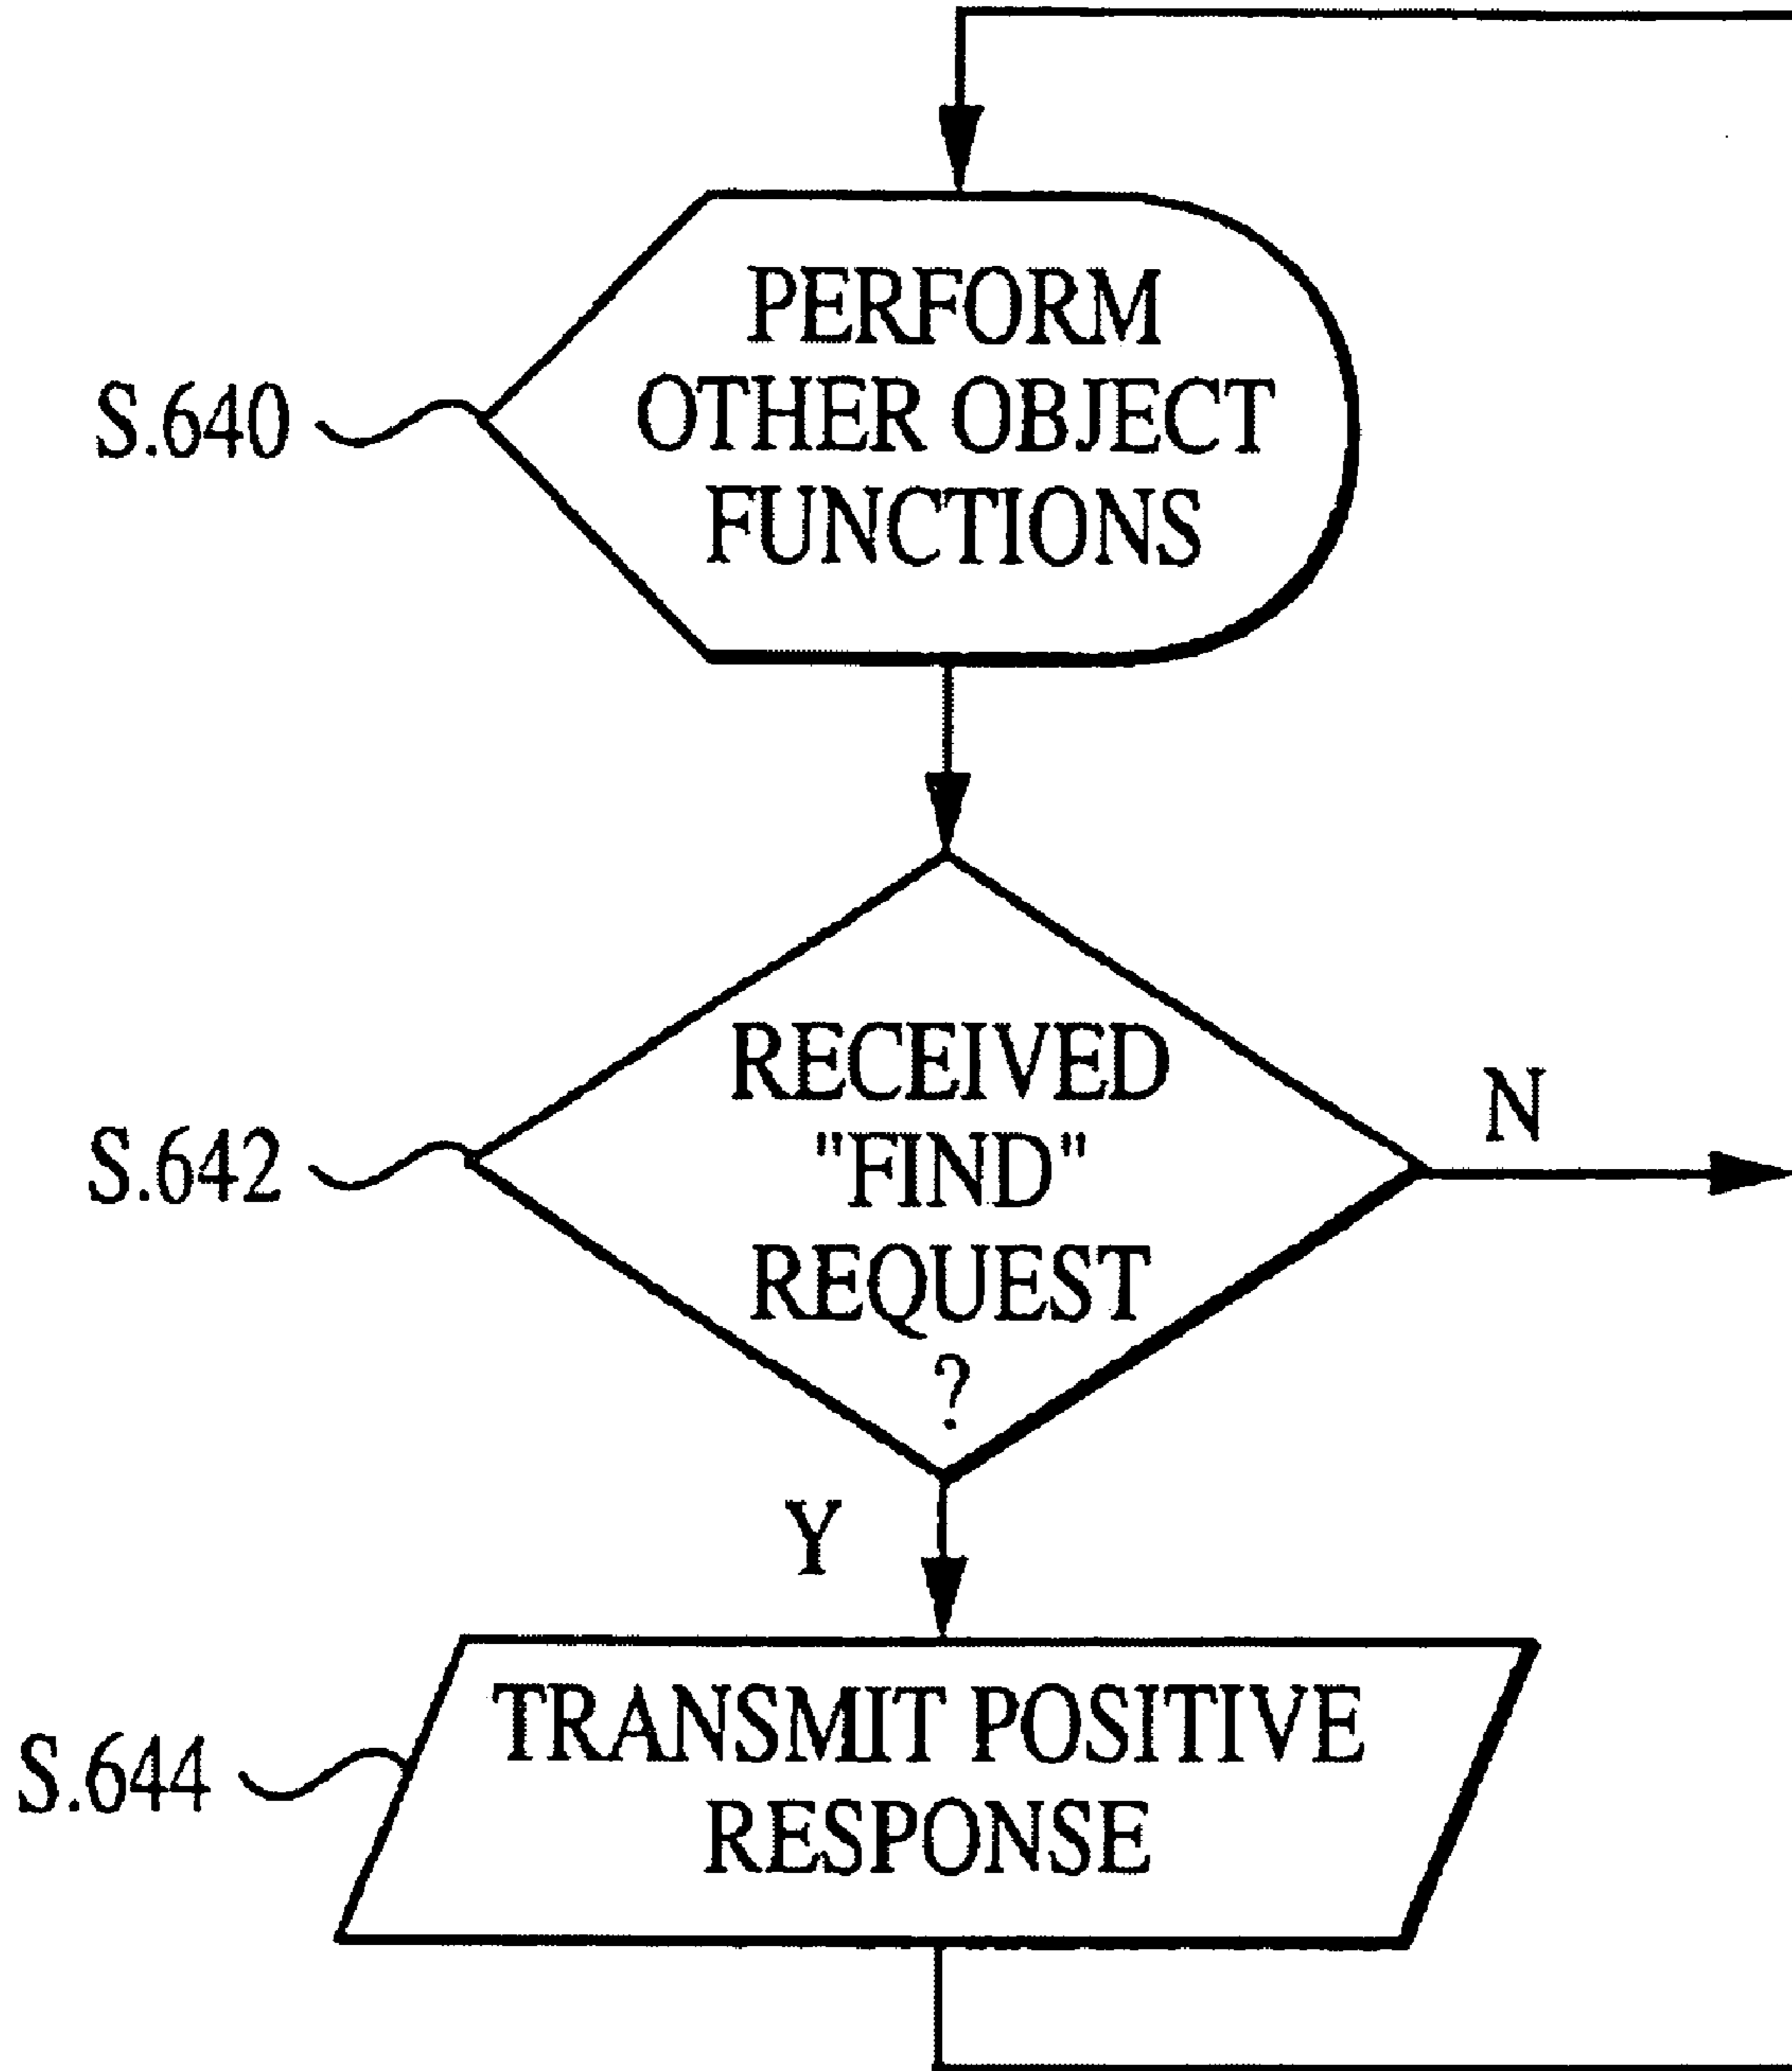 PERFORM
OTHER OBJECT
FUNCTIONS
S.640
RECEIVED
"FIND"
REQUEST
?
S.642
N
Y
TRANSMIT POSITIVE
RESPONSE
S.644